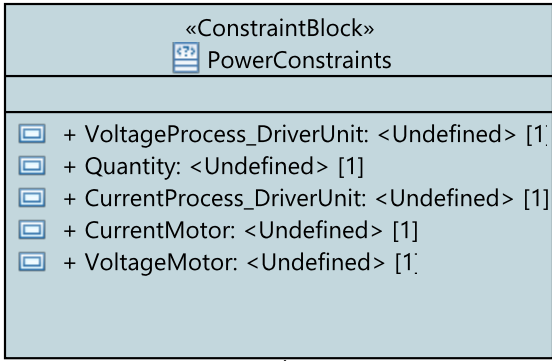 «ConstraintBlock»
PowerConstraints
+ VoltageProcess_DriverUnit: <Undefined> [1]
+ Quantity: <Undefined> [1]
+ CurrentProcess_DriverUnit: <Undefined> [1]
+ CurrentMotor: <Undefined> [1]
+ VoltageMotor: <Undefined> [1]